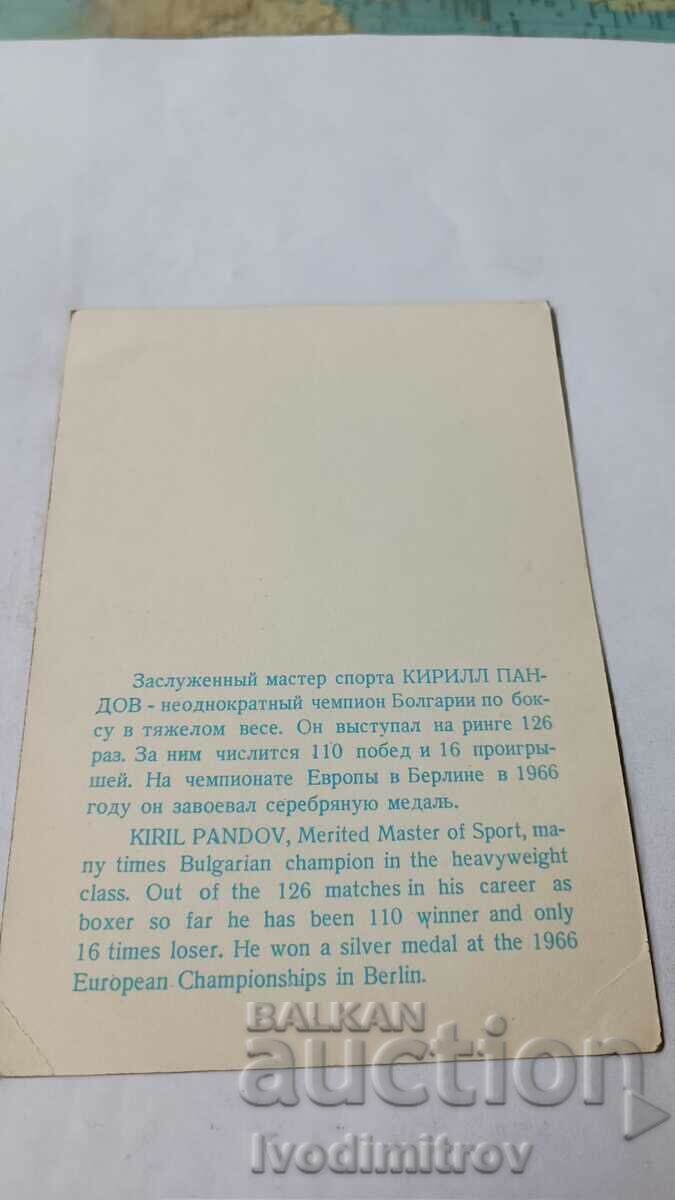 Заслуженный мастер спорта КИРИЛЛ ПАН-
ДОВ - неоднократный чемпион Болгарии по бок-
су в тяжелом весе. Он выступал на ринге 126
раз. За ним числится 110 побед и 16 проигры-
шей. На чемпионате Европы в Берлине в 1966
году он завоевал серебряную медаль.
KIRIL PANDOV, Merited Master of Sport, ma-
ny times Bulgarian champion in the heavyweight
class. Out of the 126 matches in his career as
boxer so far he has been 110 winner and only
16 times loser. He won a silver medal at the 1966
European Championships in Berlin.
BALKAN
auction
Ivodimitrov